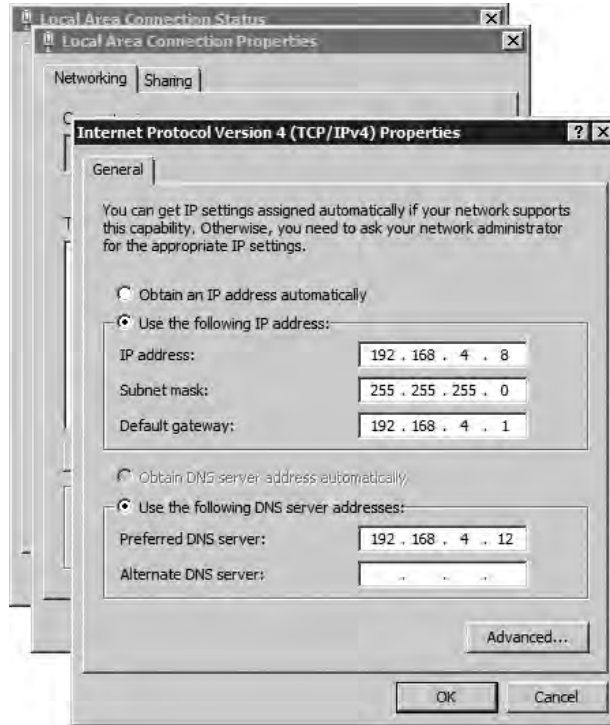 Local Area Connection Status
Local Area Connection Properties
Networking
Sharing
C
Internet Protocol Version 4 (TCP/IPv4) Properties
General
T
You can get IP settings assigned automatically if your network supports
this capability. Otherwise, you need to ask your network administrator
for the appropriate IP settings.
Obtain an IP address automatically
Use the following IP address:
IP address: 192 . 168 . 4 . 8
Subnet mask: 255 . 255 . 255 . 0
Default gateway: 192 . 168 . 4 . 1
Obtain DNS server address automatically
Use the following DNS server addresses:
Preferred DNS server: 192 . 168 . 4 . 12
Alternate DNS server: . . .
Advanced...
OK
Cancel